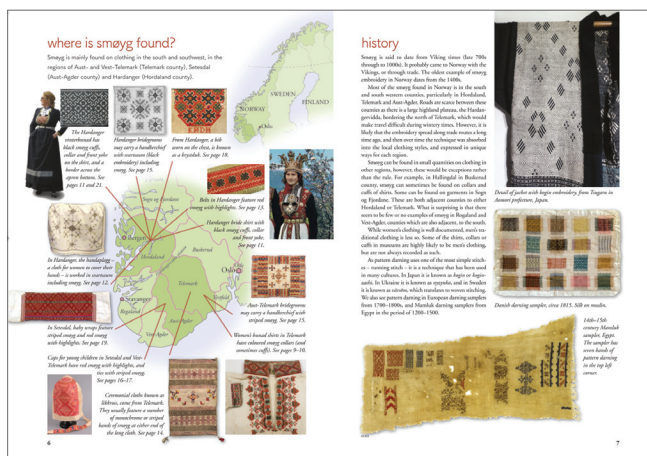 where is smøyg found?
Smøyg is mainly found on clothing in the south and southwest, in the
regions of Aust- and Vest-Telemark (Telemark county), Setesdal
(Aust-Agder county) and Hardanger (Hordaland county).
The Hardanger
black smøyg cuffs,
collar and front yoke
on the shirt, and a
border across the
apron bottom. See
pages 11 and 21.
Hardanger bridegrooms
may carry a handkerchief
with svartsaum (black
embroidery) including
smøyg. See page 15.
From Hardanger, a bib
worn on the chest, is known
as a bryseduk. See page 18.
NORWAY
SWEDEN
FINLAND
Oslo
Belts in Hardanger feature red
smøyg with highlights. See page 13.
Hardanger bride shirt with
black smøyg cuffs, collar
and front yoke.
See page 11.
Sogn og Fjordane
Bergen
Hordaland
Buskerud
Oslo
Telemark
Vestfold
Stavanger
Rogaland
Aust-Agder
Vest-Agder
In Hardanger, the handaplagg –
a cloth for women to cover their
hands – is worked in svartsaum
including smøyg. See page 12.
In Setesdal, baby wraps feature
striped smøyg and red smøyg
with highlights. See page 19.
Aust-Telemark bridegrooms
may carry a handkerchief with
striped smøyg. See page 15.
Women's bunad shirts in Telemark
have coloured smøyg collars (and
sometimes cuffs). See pages 9–10.
Caps for young children in Setesdal and Vest-
Telemark have red smøyg with highlights, and
ties with striped smøyg.
See pages 16–17.
Ceremonial cloths known as
likkross, come from Telemark.
They usually feature a number
of monochrome or striped
bands of smøyg at either end of
the long cloth. See page 14.
6
history
Smøyg is said to date from Viking times (late 700s
through to 1000s). It probably came to Norway with the
Vikings, or through trade. The oldest example of smøyg
embroidery in Norway dates from the 1400s.
Most of the smøyg found in Norway is in the south
and south western counties, particularly in Hordaland,
Telemark and Aust-Agder. Roads are scarce between these
counties as there is a large highland plateau, the Hardan-
gervidda, bordering the north of Telemark, which would
make travel difficult during wintery times. However, it is
likely that the embroidery spread along trade routes a long
time ago, and then over time the technique was absorbed
into the local clothing styles, and expressed in unique
ways for each region.
Smøyg can be found in small quantities on clothing in
other regions, however, these would be exceptions rather
than the rule. For example, in Hallingdal in Buskerud
county, smøyg can sometimes be found on collars and
cuffs of shirts. Some can be found on garments in Sogn
og Fjordane. These are both adjacent counties to either
Hordaland or Telemark. What is surprising is that there
seem to be few or no examples of smøyg in Rogaland and
Vest-Agder, counties which are also adjacent, to the south.
While women's clothing is well documented, men's tra-
ditional clothing is less so. Some of the shirts, collars or
cuffs in museums are highly likely to be men's clothing,
but are not always recorded as such.
As pattern darning uses one of the most simple stitch-
es – running stitch – it is a technique that has been used
in many cultures. In Japan it is known as kogin or kogin-
zashi. In Ukraine it is known as and in Sweden
it is known as which translates to woven stitching.
We also see pattern darning in European darning samplers
from 1700–1800s, and Mamluk darning samplers from
Egypt in the period of 1200–1500.
Detail of jacket with kogin embroidery, from Tsugaru in
Aomori prefecture, Japan.
Danish darning sampler, circa 1815. Silk on muslin.
14th–15th
century Mamluk
sampler, Egypt.
The sampler has
seven bands of
pattern darning
in the top left
corner.
7